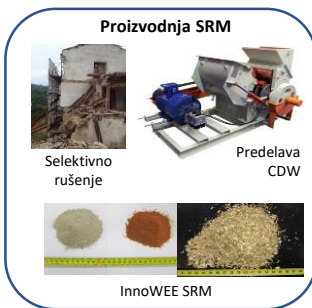 Proizvodnja SRM
Selektivno
rušenje
Predelava
CDW
InnoWEE SRM